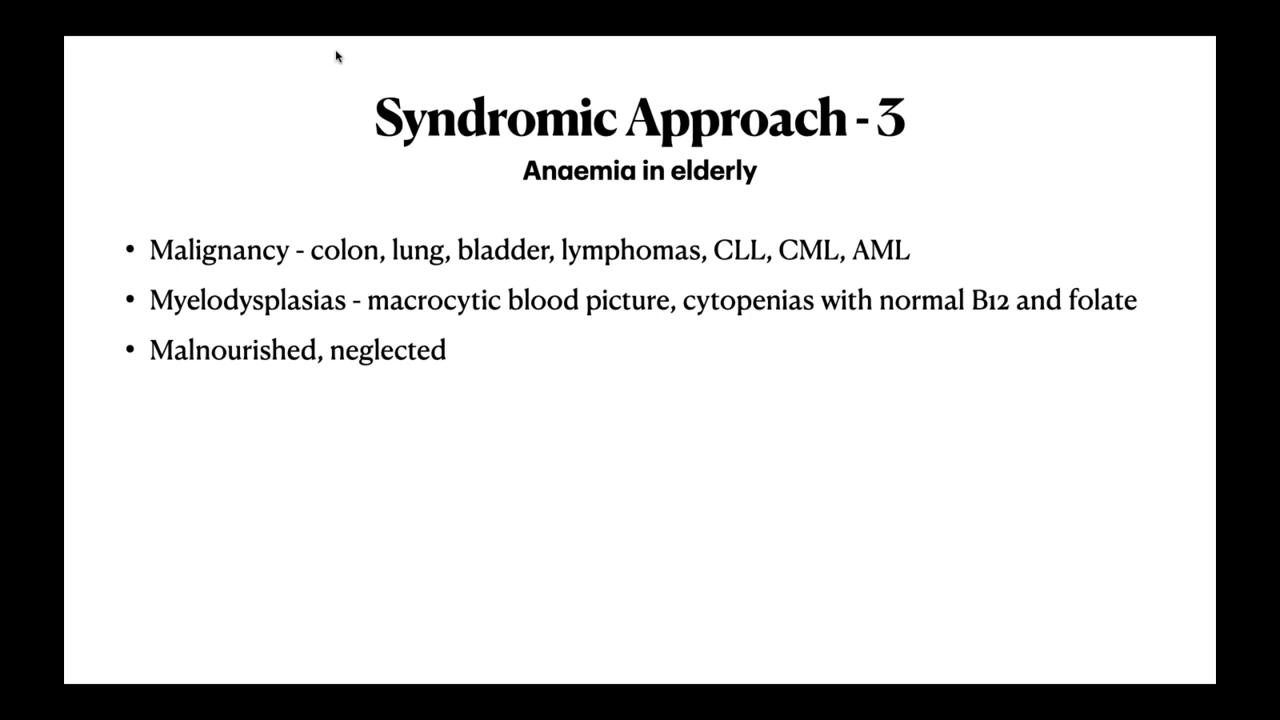 Syndromic Approach - 3
Anaemia in elderly
• Malignancy - colon, lung, bladder, lymphomas, CLL, CML, AML
• Myelodysplasias - macrocytic blood picture, cytopenias with normal B12 and folate
• Malnourished, neglected